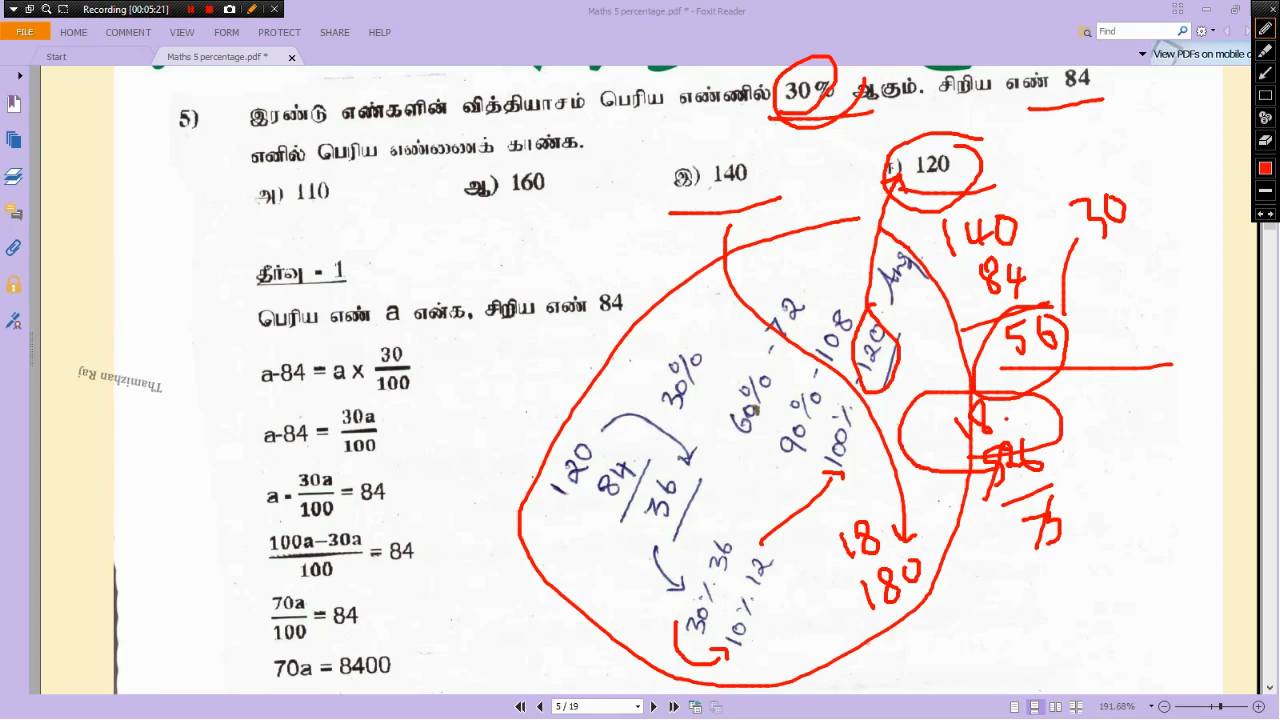 Recording [00:05:21]
Maths 5 percentage.pdf * - Foxit Reader
FILE HOME COMMENT VIEW FORM PROTECT SHARE HELP
Find
Start Maths 5 percentage.pdf *
View PDFs on mobile d
5) இரண்டு எண்களின் வித்தியாசம் பெரிய எண்ணில் 30% ஆகும். சிறிய எண் 84
எனில் பெரிய எண்ணைக் காண்க.
அ) 110 ஆ) 160 இ) 140 ஈ) 120
தீர்வு - 1
பெரிய எண் a என்க, சிறிய எண் 84
a-84 = a x 30/100
a-84 = 30a/100
a - 30a/100 = 84
100a-30a/100 = 84
70a/100 = 84
70a = 8400
Thamizhan Raj
120
84
36
30%
30% 36
10% 12
60% - 72
90% - 108
100% - 120
Ans
140
84
56
30
18
180
5 / 19
191.68%